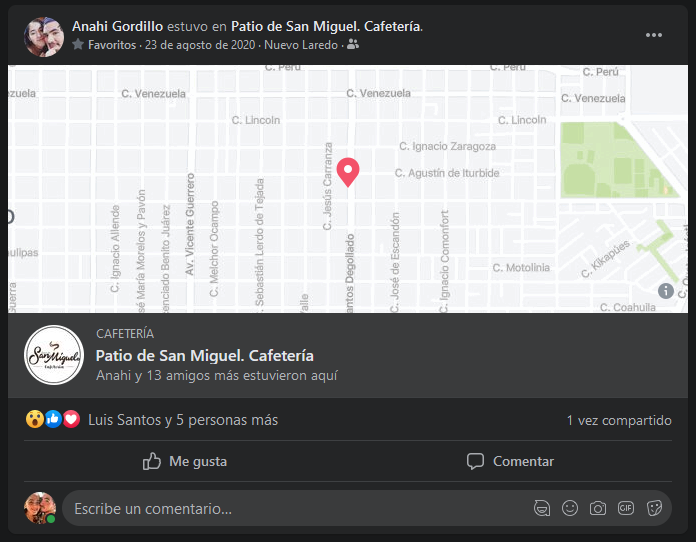 Anahi Gordillo estuvo en Patio de San Miguel. Cafetería.
Favoritos · 23 de agosto de 2020 · Nuevo Laredo ·
C. Perú
C. Perú
C. Perú
zuela
C. Venezuela
C. Venezuela
C. Venezuela
C. Lincoln
C. Lincoln
C. Ignacio Zaragoza
C. Agustín de Iturbide
C. Jesús Carranza
Av. Vicente Guerrero
C. Sebastián Lerdo de Tejada
C. Ignacio Allende
José María Morelos y Pavón
cenciado Benito Juárez
C. Melchor Ocampo
antos Degollado
C. José de Escandón
C. Ignacio Comonfort
C. Kikapúes
C. Motolinia
ulipas
Guerra
alle
C. Coahuila
San Miguel
CAFETERÍA
Patio de San Miguel. Cafetería
Anahi y 13 amigos más estuvieron aquí
Luis Santos y 5 personas más
1 vez compartido
Me gusta
Comentar
Escribe un comentario...
GIF